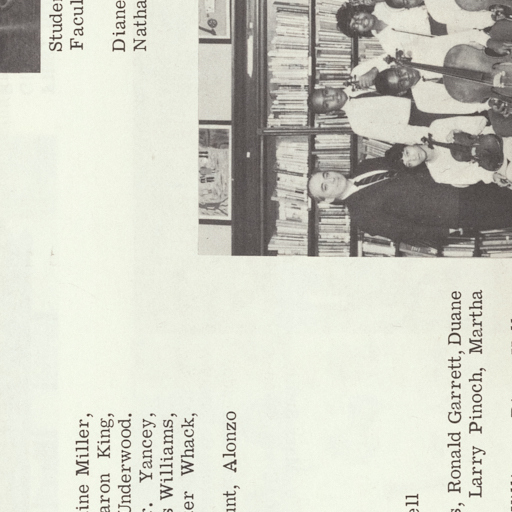 Studen
Facul
Diane
Natha
ine Miller,
aron King,
Underwood.
r. Yancey,
s Williams,
er Whack,
unt, Alonzo
ell
s, Ronald Garrett, Duane
Larry Pinoch, Martha